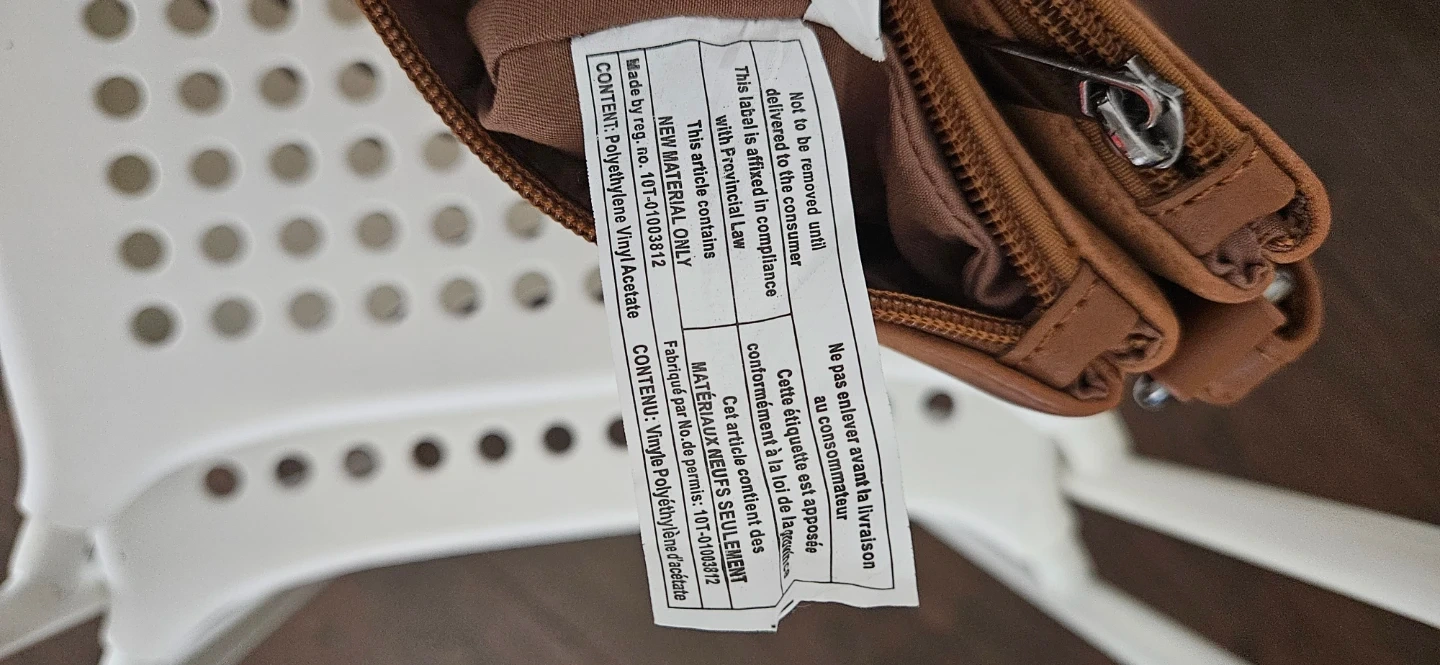 Not to be removed until
delivered to the consumer
This label is affixed in compliance
with Provincial Law
This article contains
NEW MATERIAL ONLY
Made by reg. no. 10T-01003812
CONTENT: Polyethylene Vinyl Acetate
Ne pas enlever avant la livraison
au consommateur
Cette étiquette est apposée
conformément à la loi de la
Cet article contient des
MATÉRIAUX NEUFS SEULEMENT
Fabriqué par No.de permis: 10T-01003812
CONTENU: Vinyle Polyéthylène d'acétate